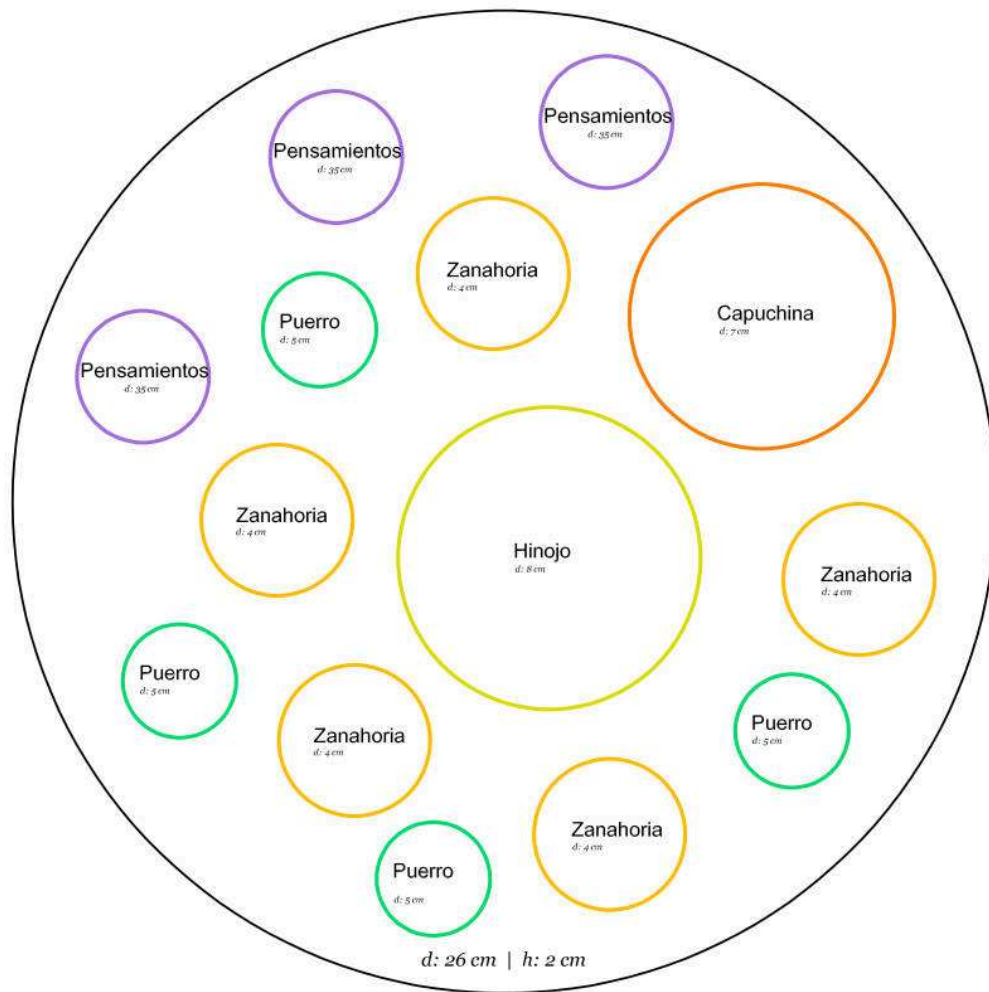 Pensamientos
d: 35 cm
Pensamientos
d: 35 cm
Zanahoria
d: 4 cm
Capuchina
d: 7 cm
Puerro
d: 5 cm
Pensamientos
d: 35 cm
Zanahoria
d: 4 cm
Hinojo
d: 8 cm
Zanahoria
d: 4 cm
Puerro
d: 5 cm
Puerro
d: 5 cm
Zanahoria
d: 4 cm
Zanahoria
d: 4 cm
Puerro
d: 5 cm
d: 26 cm | h: 2 cm